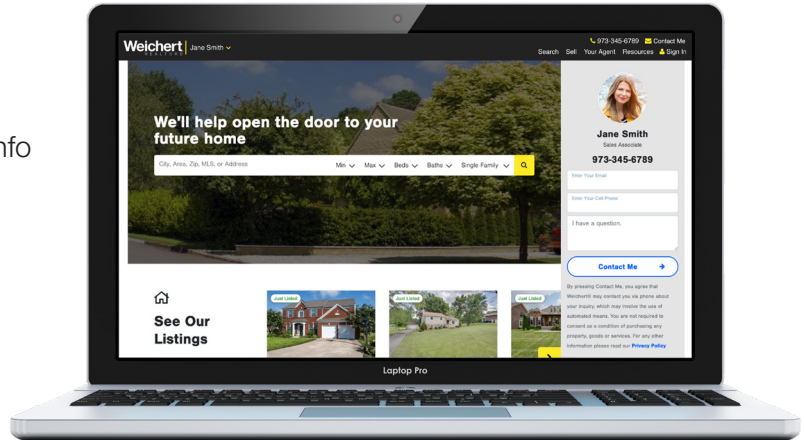 nfo
Weichert
REALTORS
Jane Smith
973-345-6789 Contact Me
Search Sell Your Agent Resources Sign In
We'll help open the door to your
future home
City, Area, Zip, MLS, or Address Min Max Beds Baths Single Family
Jane Smith
Sales Associate
973-345-6789
Enter Your Email
Enter Your Cell Phone
I have a question.
Contact Me
By pressing Contact Me, you agree that
Weichert® may contact you via phone about
your inquiry, which may involve the use of
automated means. You are not required to
consent as a condition of purchasing any
property, goods or services. For any other
information please read our Privacy Policy
See Our
Listings
Just Listed
Just Listed
Just Listed
Laptop Pro